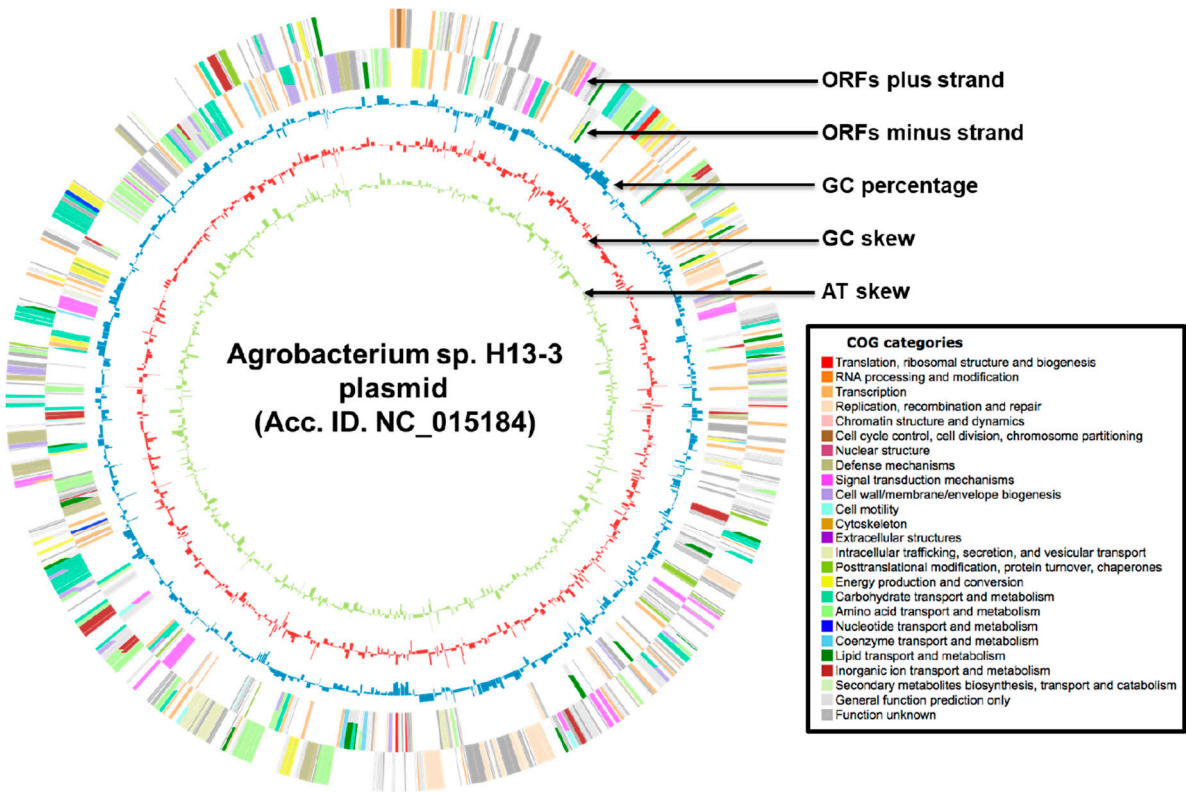 ORFs plus strand
ORFs minus strand
GC percentage
GC skew
AT skew
Agrobacterium sp. H13-3
plasmid
(Acc. ID. NC_015184)
COG categories
Translation, ribosomal structure and biogenesis
RNA processing and modification
Transcription
Replication, recombination and repair
Chromatin structure and dynamics
Cell cycle control, cell division, chromosome partitioning
Nuclear structure
Defense mechanisms
Signal transduction mechanisms
Cell wall/membrane/envelope biogenesis
Cell motility
Cytoskeleton
Extracellular structures
Intracellular trafficking, secretion, and vesicular transport
Posttranslational modification, protein turnover, chaperones
Energy production and conversion
Carbohydrate transport and metabolism
Amino acid transport and metabolism
Nucleotide transport and metabolism
Coenzyme transport and metabolism
Lipid transport and metabolism
Inorganic ion transport and metabolism
Secondary metabolites biosynthesis, transport and catabolism
General function prediction only
Function unknown